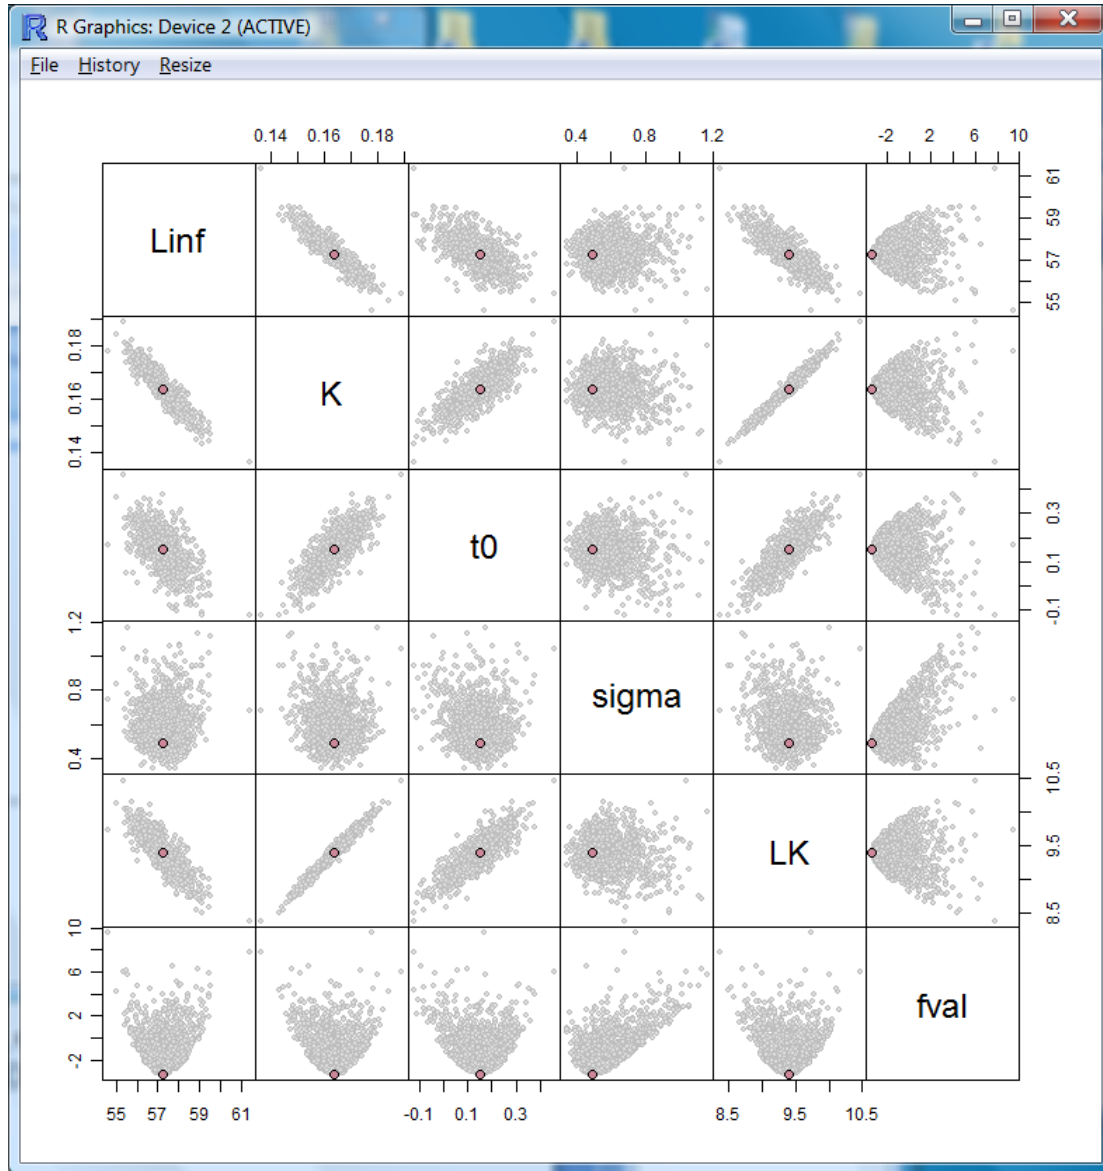 R Graphics: Device 2 (ACTIVE)
File History Resize
0.14 0.16 0.18 0.4 0.8 1.2 -2 2 6 10
Linf
55 57 59 61
0.14 0.16 0.18
K
t0
-0.1 0.1 0.3
0.4 0.8 1.2
sigma
LK
8.5 9.5 10.5
-2 2 6 10
fval
55 57 59 61 -0.1 0.1 0.3 8.5 9.5 10.5